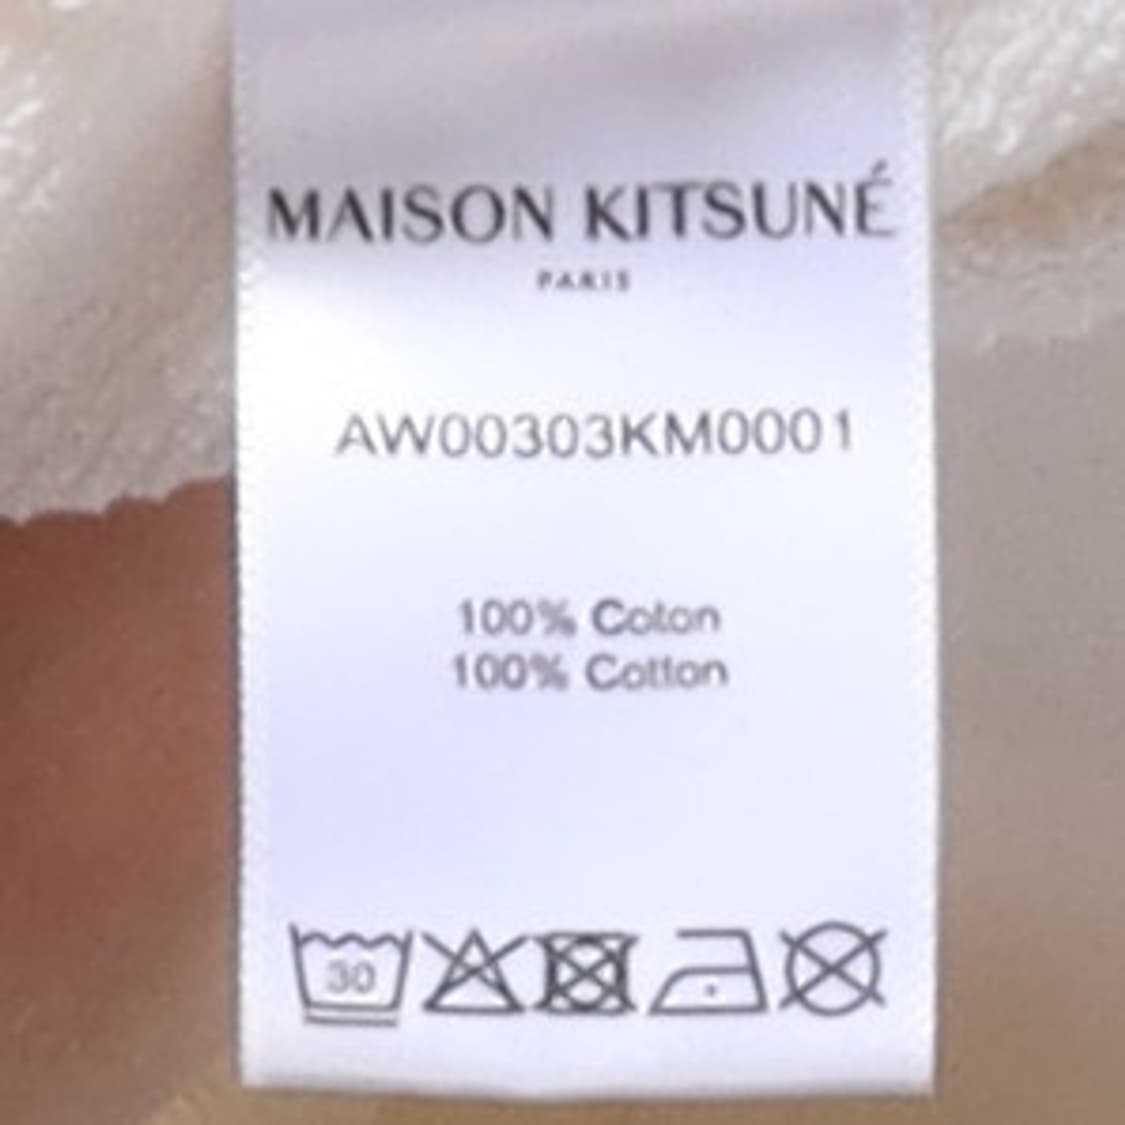 MAISON KITSUNÉ
PARIS
AW00303KM0001
100% Coton
100% Cotton
30